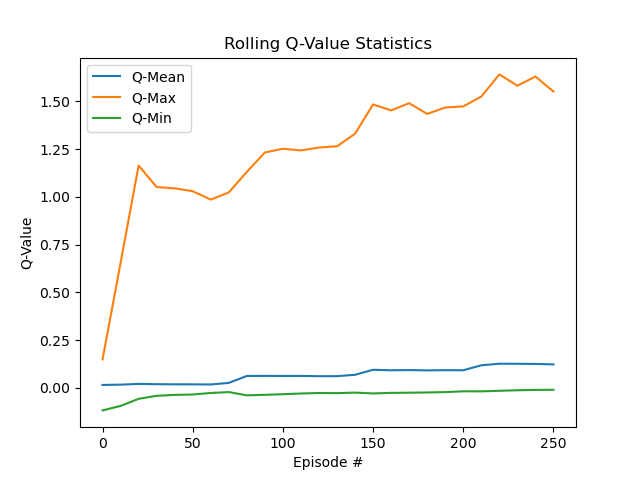 Rolling Q-Value Statistics
Q-Mean
Q-Max
Q-Min
Q-Value
1.50
1.25
1.00
0.75
0.50
0.25
0.00
0 50 100 150 200 250
Episode #